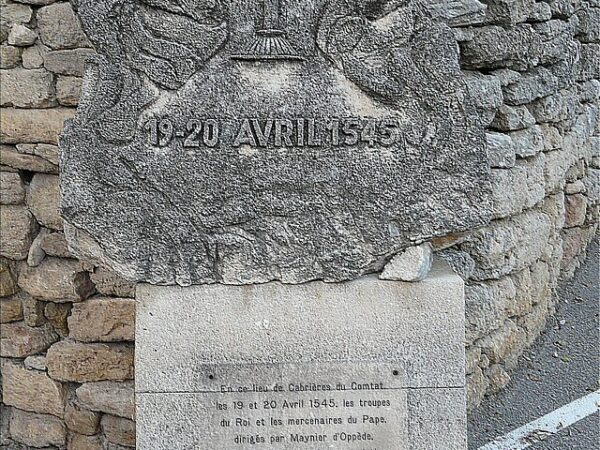 19-20 AVRIL 1545
En ce lieu de Cabrières du Comtat,
les 19 et 20 Avril 1545, les troupes
du Roi et les mercenaires du Pape,
dirigés par Maynier d'Oppède,